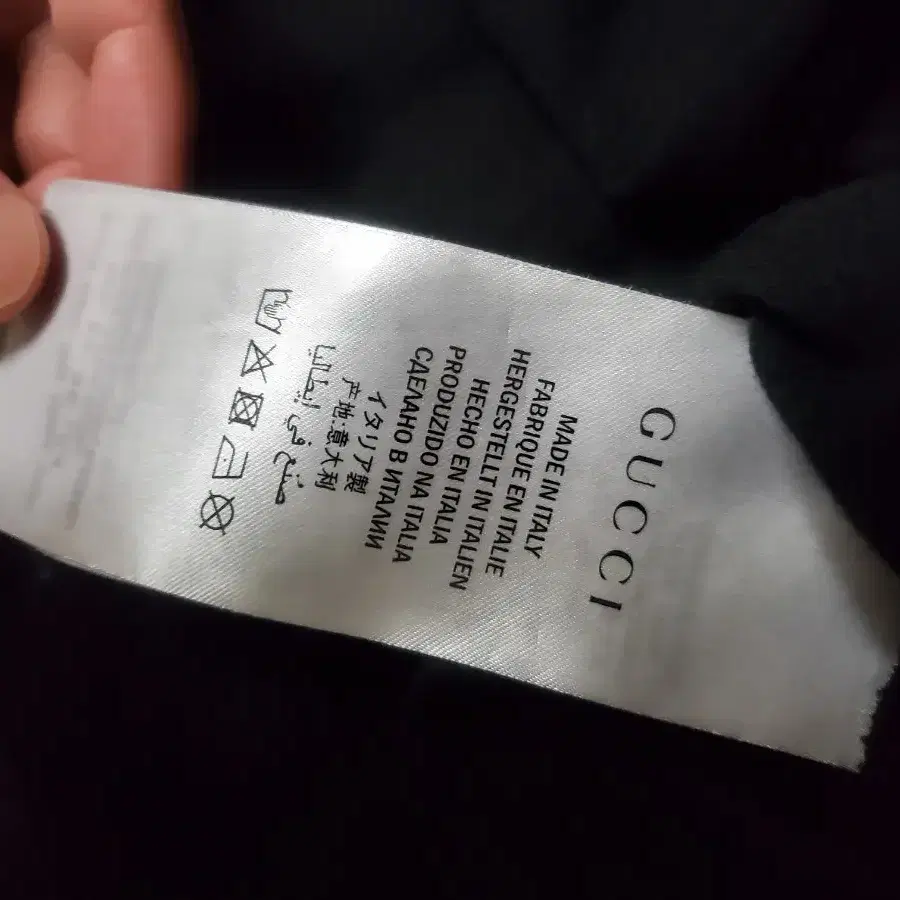 GUCCI
MADE IN ITALY
FABRIQUE EN ITALIE
HERGESTELLT IN ITALIEN
HECHO EN ITALIA
PRODUZIDO NA ITALIA
СДЕЛАНО В ИТАЛИИ
イタリア製
产地:意大利
صنع في إيطاليا